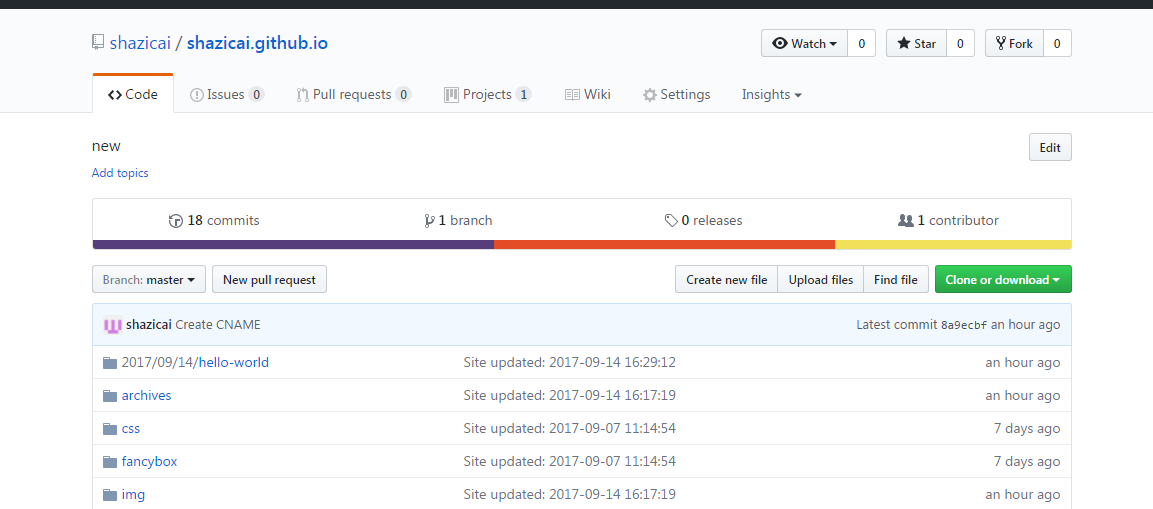 shazicai / shazicai.github.io Watch 0 Star 0 Fork 0
Code Issues 0 Pull requests 0 Projects 1 Wiki Settings Insights
new Edit
Add topics
18 commits 1 branch 0 releases 1 contributor
Branch: master New pull request Create new file Upload files Find file Clone or download
shazicai Create CNAME Latest commit 8a9ecbf an hour ago
2017/09/14/hello-world Site updated: 2017-09-14 16:29:12 an hour ago
archives Site updated: 2017-09-14 16:17:19 an hour ago
css Site updated: 2017-09-07 11:14:54 7 days ago
fancybox Site updated: 2017-09-07 11:14:54 7 days ago
img Site updated: 2017-09-14 16:17:19 an hour ago